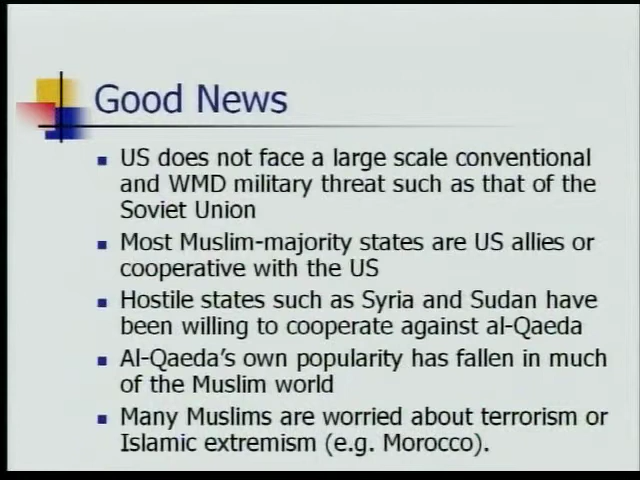 Good News
US does not face a large scale conventional
and WMD military threat such as that of the
Soviet Union
Most Muslim-majority states are US allies or
cooperative with the US
Hostile states such as Syria and Sudan have
been willing to cooperate against al-Qaeda
Al-Qaeda's own popularity has fallen in much
of the Muslim world
Many Muslims are worried about terrorism or
Islamic extremism (e.g. Morocco).